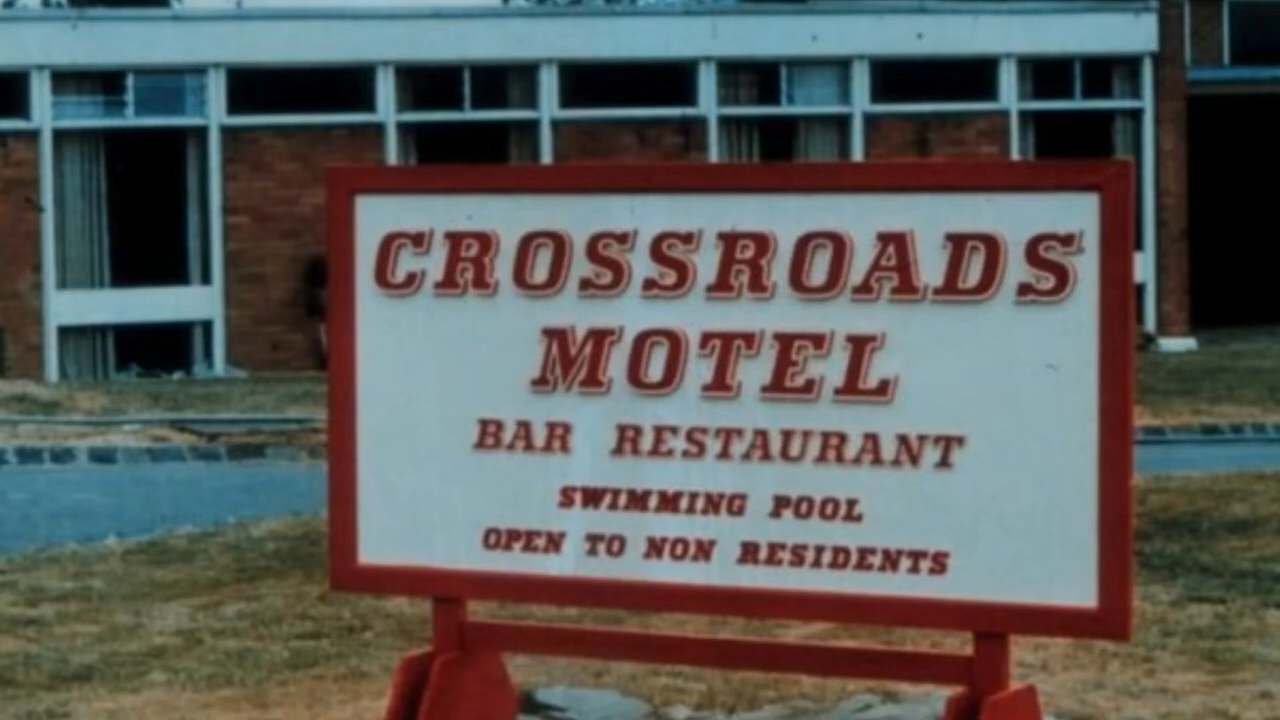 CROSSROADS
MOTEL
BAR RESTAURANT
SWIMMING POOL
OPEN TO NON RESIDENTS